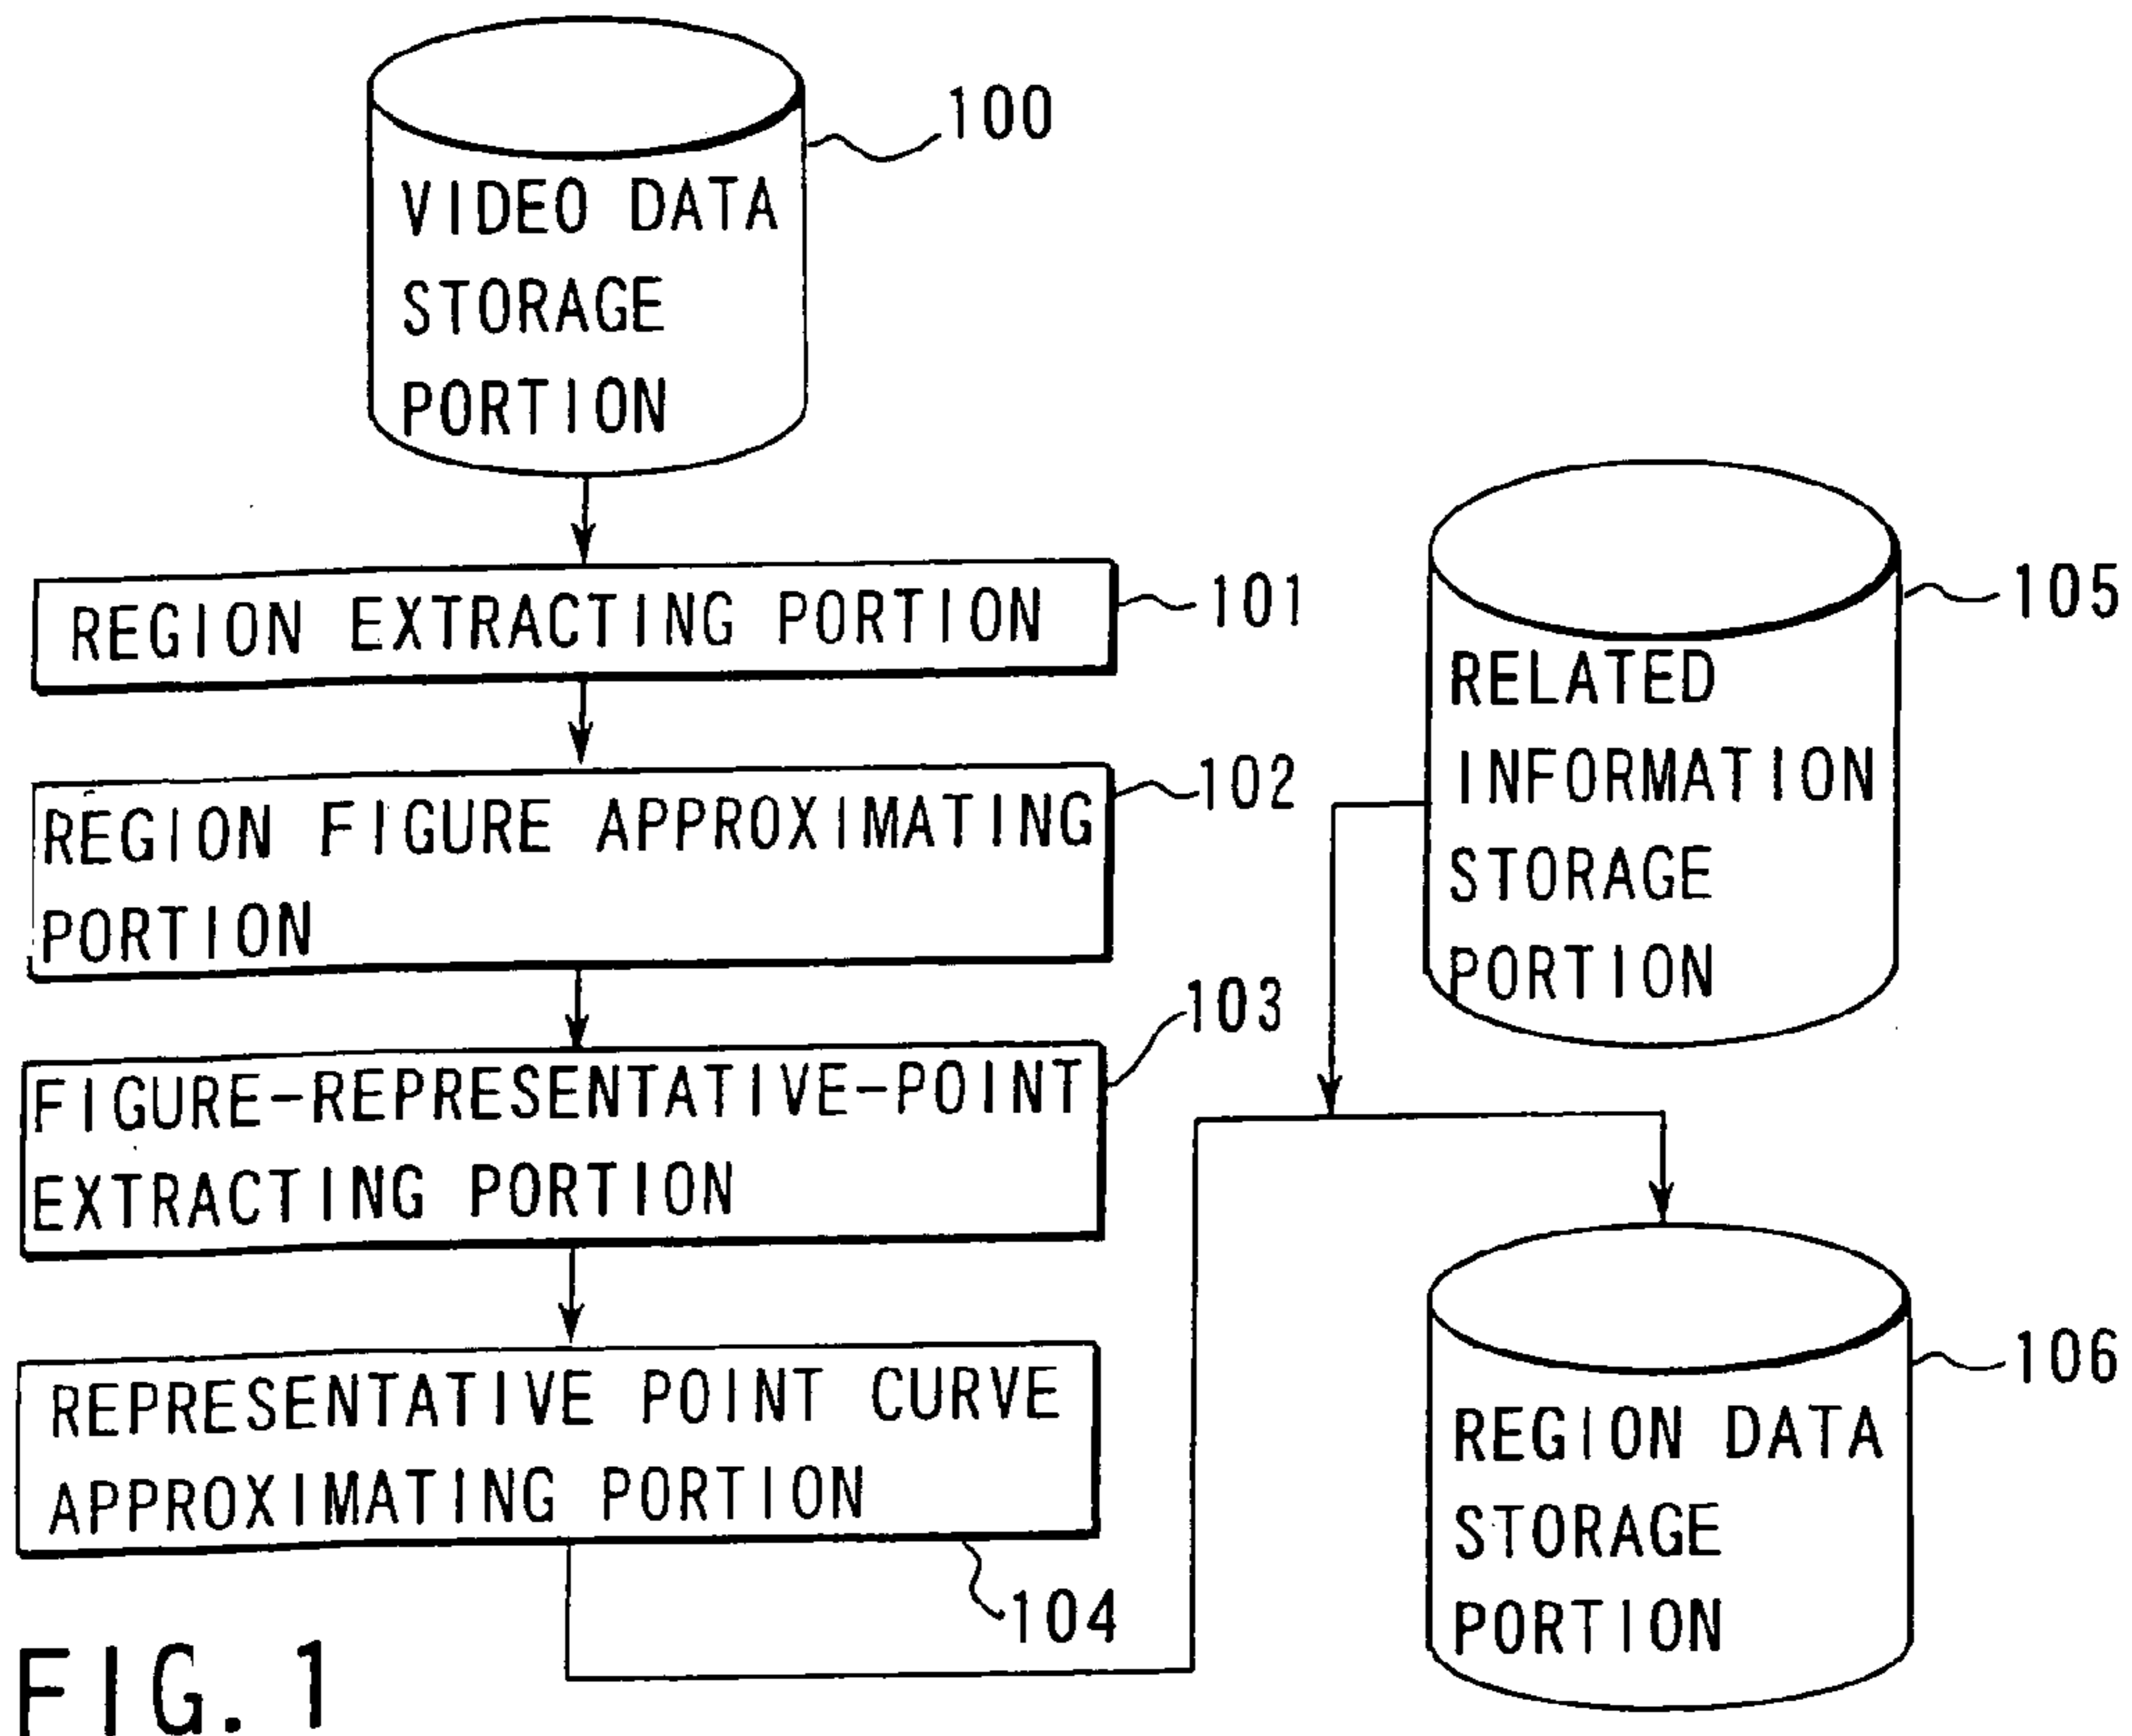 100
VIDEO DATA
STORAGE
PORTION
REGION EXTRACTING PORTION
101
REGION FIGURE APPROXIMATING
PORTION
102
FIGURE-REPRESENTATIVE-POINT
EXTRACTING PORTION
103
REPRESENTATIVE POINT CURVE
APPROXIMATING PORTION
104
105
RELATED
INFORMATION
STORAGE
PORTION
106
REGION DATA
STORAGE
PORTION
FIG. 1